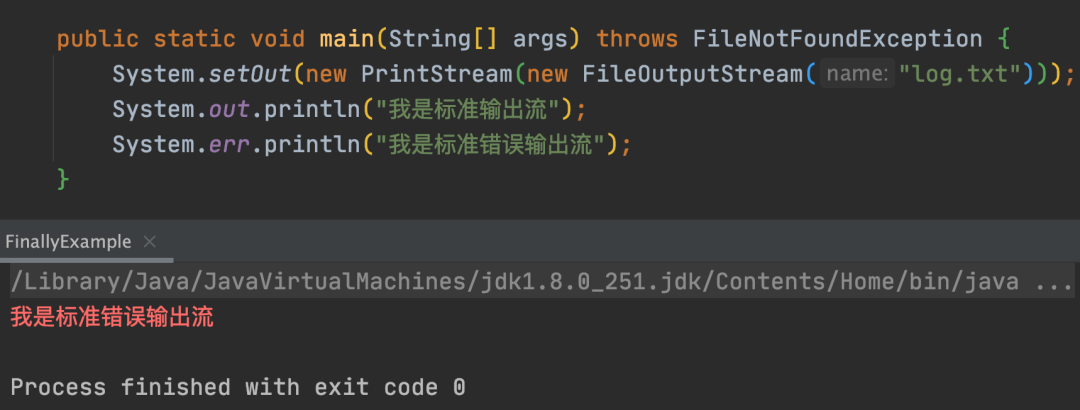 public static void main(String[] args) throws FileNotFoundException {
System.setOut(new PrintStream(new FileOutputStream( name: "log.txt")));
System.out.println("我是标准输出流");
System.err.println("我是标准错误输出流");
}
FinallyExample ×
/Library/Java/JavaVirtualMachines/jdk1.8.0_251.jdk/Contents/Home/bin/java ...
我是标准错误输出流
Process finished with exit code 0